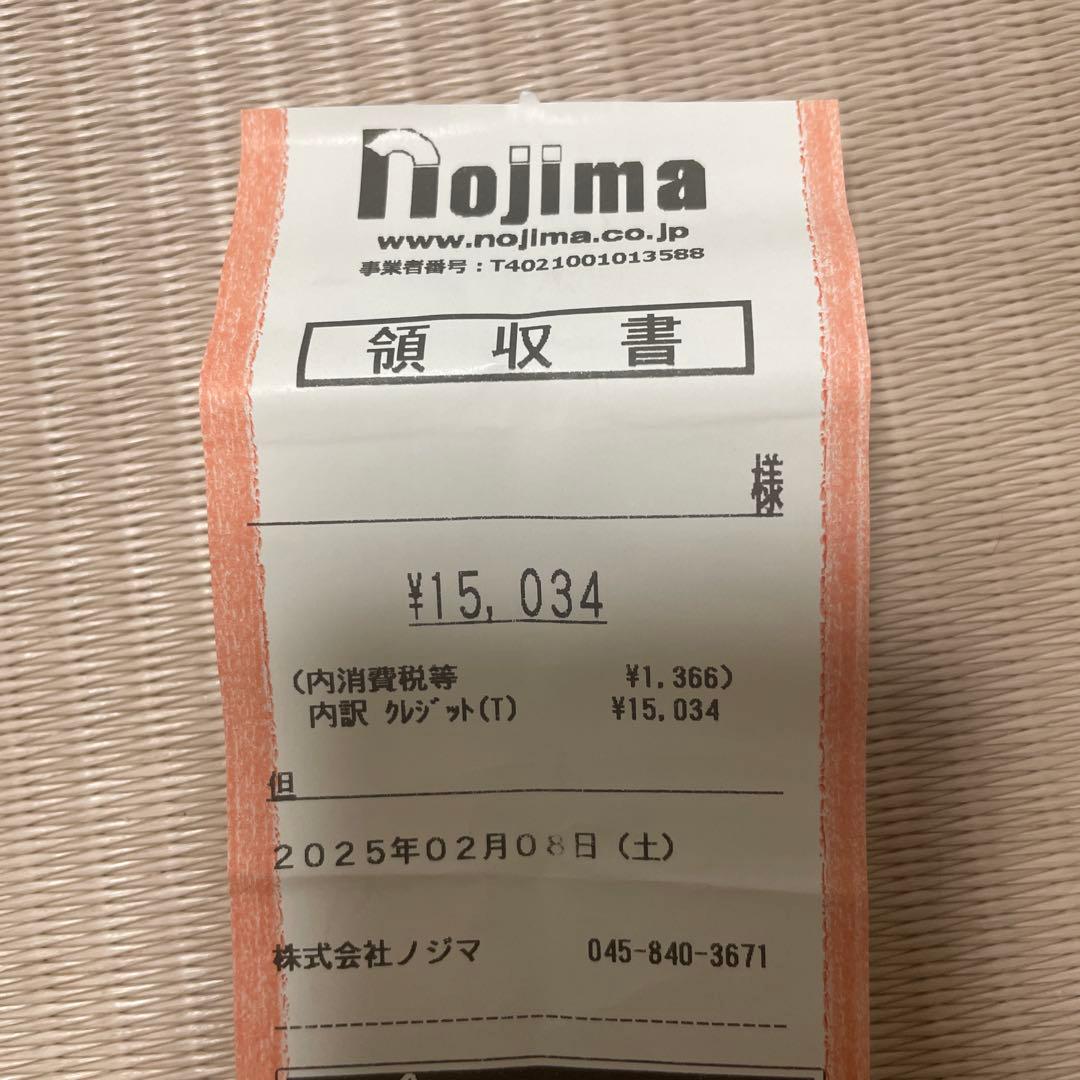 nojima
www.nojima.co.jp
事業者番号：T4021001013588
領収書
様
¥15,034
(内消費税等 ¥1,366)
内訳 ｸﾚｼﾞｯﾄ(T) ¥15,034
但
２０２５年０２月０８日（土）
株式会社ノジマ 045-840-3671